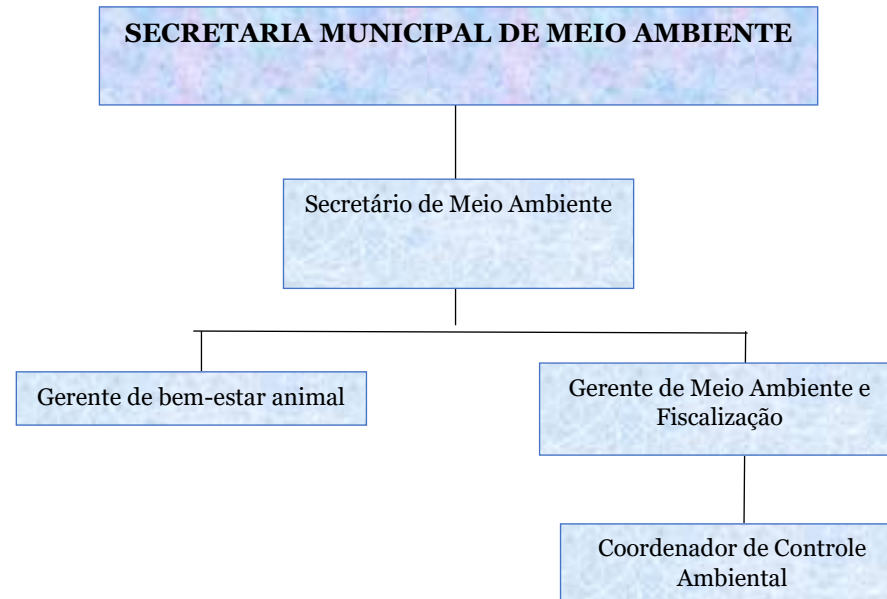 SECRETARIA MUNICIPAL DE MEIO AMBIENTE
Secretário de Meio Ambiente
Gerente de bem-estar animal
Gerente de Meio Ambiente e
Fiscalização
Coordenador de Controle
Ambiental